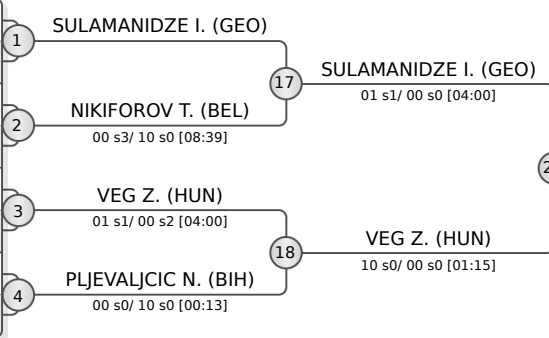 SULAMANIDZE I. (GEO)
1
17
SULAMANIDZE I. (GEO)
01 s1/ 00 s0 [04:00]
NIKIFOROV T. (BEL)
2
00 s3/ 10 s0 [08:39]
VEG Z. (HUN)
3
01 s1/ 00 s2 [04:00]
18
VEG Z. (HUN)
10 s0/ 00 s0 [01:15]
PLJEVALJCIC N. (BIH)
4
00 s0/ 10 s0 [00:13]